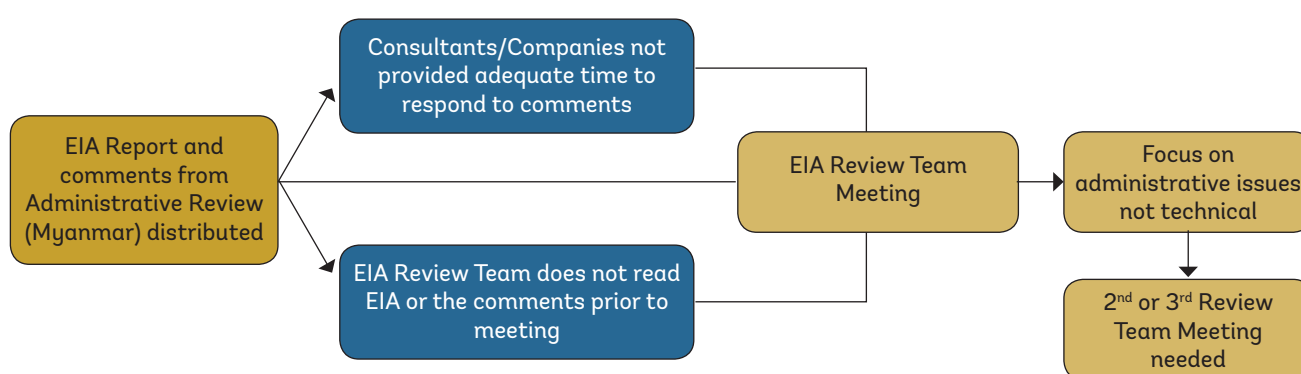 Consultants/Companies not
provided adequate time to
respond to comments
EIA Report and
comments from
Administrative Review
(Myanmar) distributed
EIA Review Team
Meeting
Focus on
administrative issues
not technical
EIA Review Team does not read
EIA or the comments prior to
meeting
2nd or 3rd Review
Team Meeting
needed